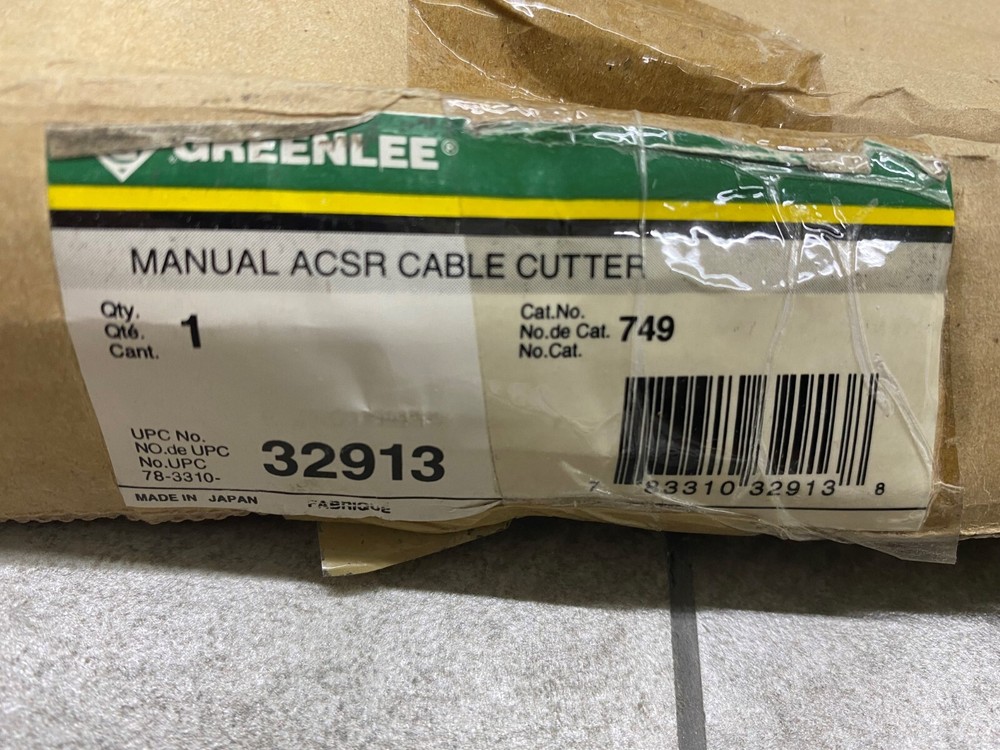 GREENLEE®
MANUAL ACSR CABLE CUTTER
Qty.
Qté.
Cant.
1
Cat.No.
No.de Cat.
No.Cat.
749
UPC No.
NO.de UPC
No.UPC
78-3310-
32913
7 83310 32913 8
MADE IN JAPAN
FABRIQUE